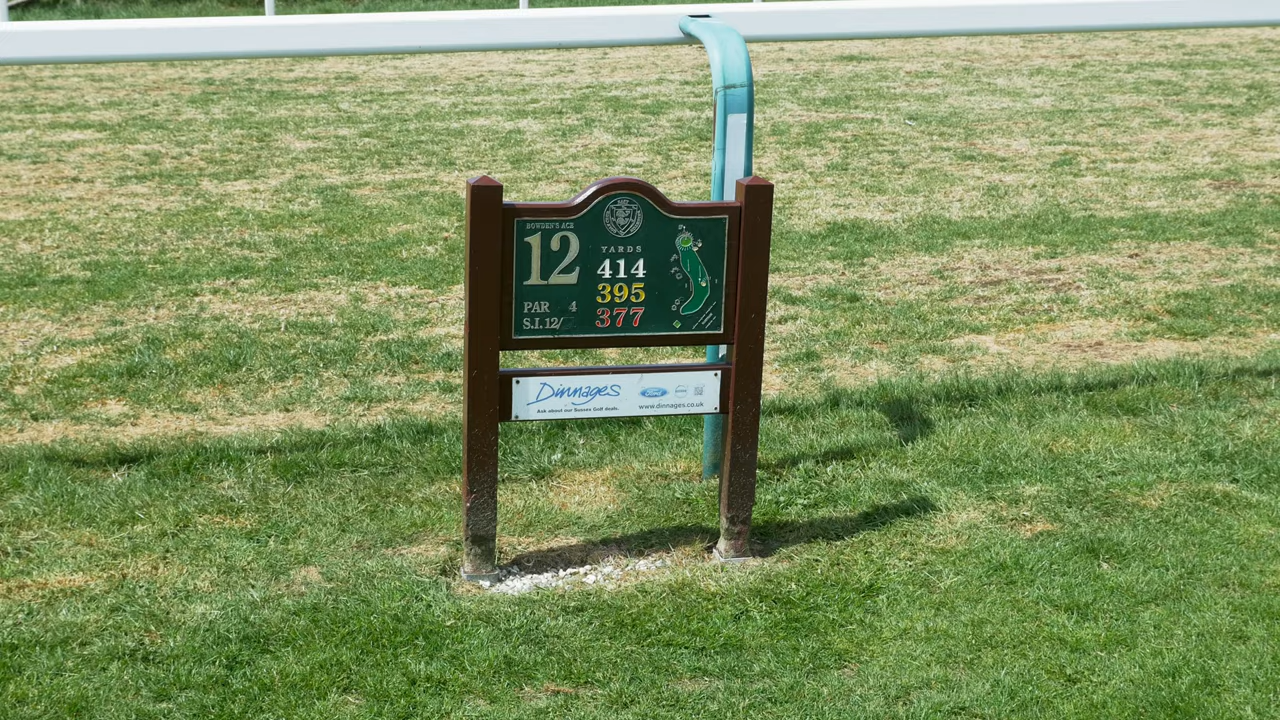 BOWDEN'S ACE
12
PAR 4
S.I. 12/
YARDS
414
395
377
Dinnages
Ask about our Sussex Golf deals.
Ford
www.dinnages.co.uk